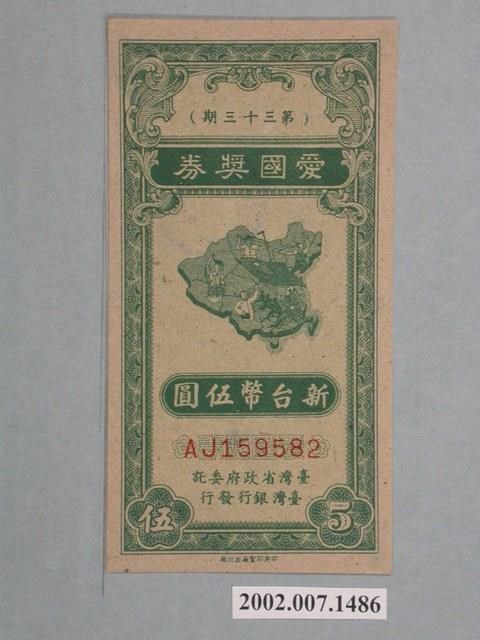 （第三十三期）
愛國獎券
新台幣伍圓
AJ159582
臺灣省政府委託
臺灣銀行發行
伍 5
2002.007.1486